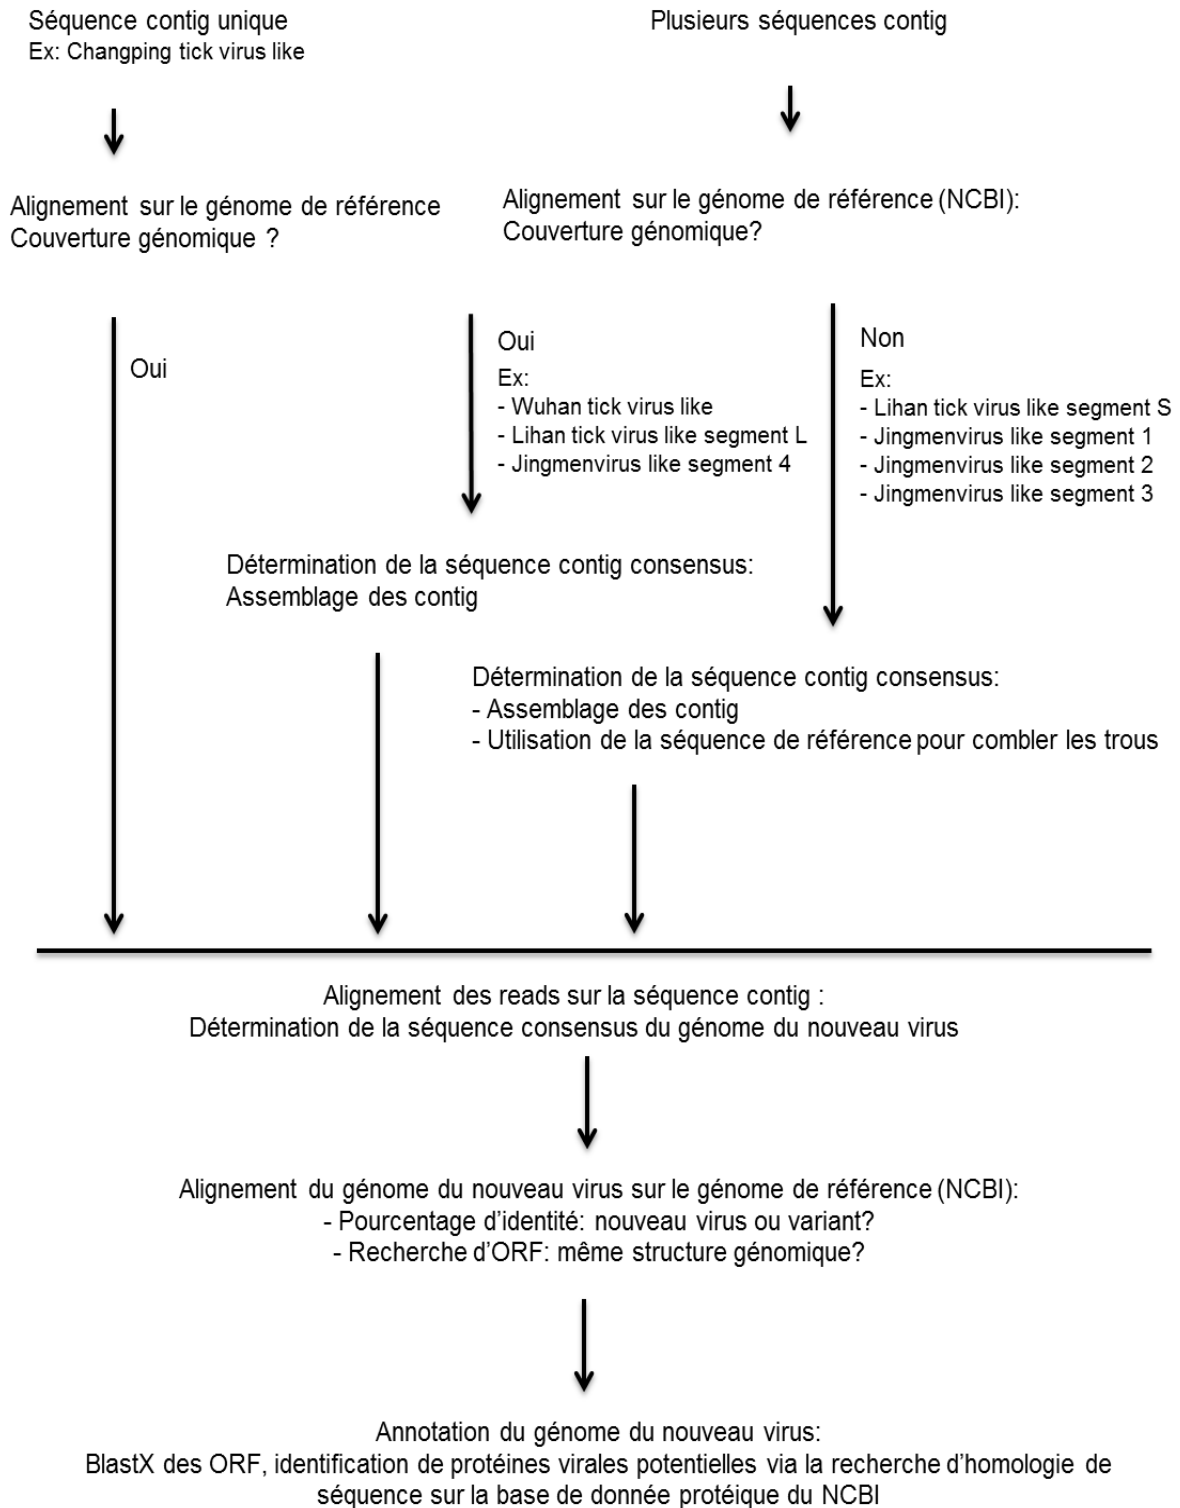 Séquence contig unique
Ex: Changping tick virus like
Plusieurs séquences contig
Alignement sur le génome de référence
Couverture génomique ?
Alignement sur le génome de référence (NCBI):
Couverture génomique?
Oui
Oui
Ex:
- Wuhan tick virus like
- Lihan tick virus like segment L
- Jingmenvirus like segment 4
Non
Ex:
- Lihan tick virus like segment S
- Jingmenvirus like segment 1
- Jingmenvirus like segment 2
- Jingmenvirus like segment 3
Détermination de la séquence contig consensus:
Assemblage des contig
Détermination de la séquence contig consensus:
- Assemblage des contig
- Utilisation de la séquence de référence pour combler les trous
Alignement des reads sur la séquence contig :
Détermination de la séquence consensus du génome du nouveau virus
Alignement du génome du nouveau virus sur le génome de référence (NCBI):
- Pourcentage d'identité: nouveau virus ou variant?
- Recherche d'ORF: même structure génomique?
Annotation du génome du nouveau virus:
BlastX des ORF, identification de protéines virales potentielles via la recherche d'homologie de
séquence sur la base de donnée protéique du NCBI